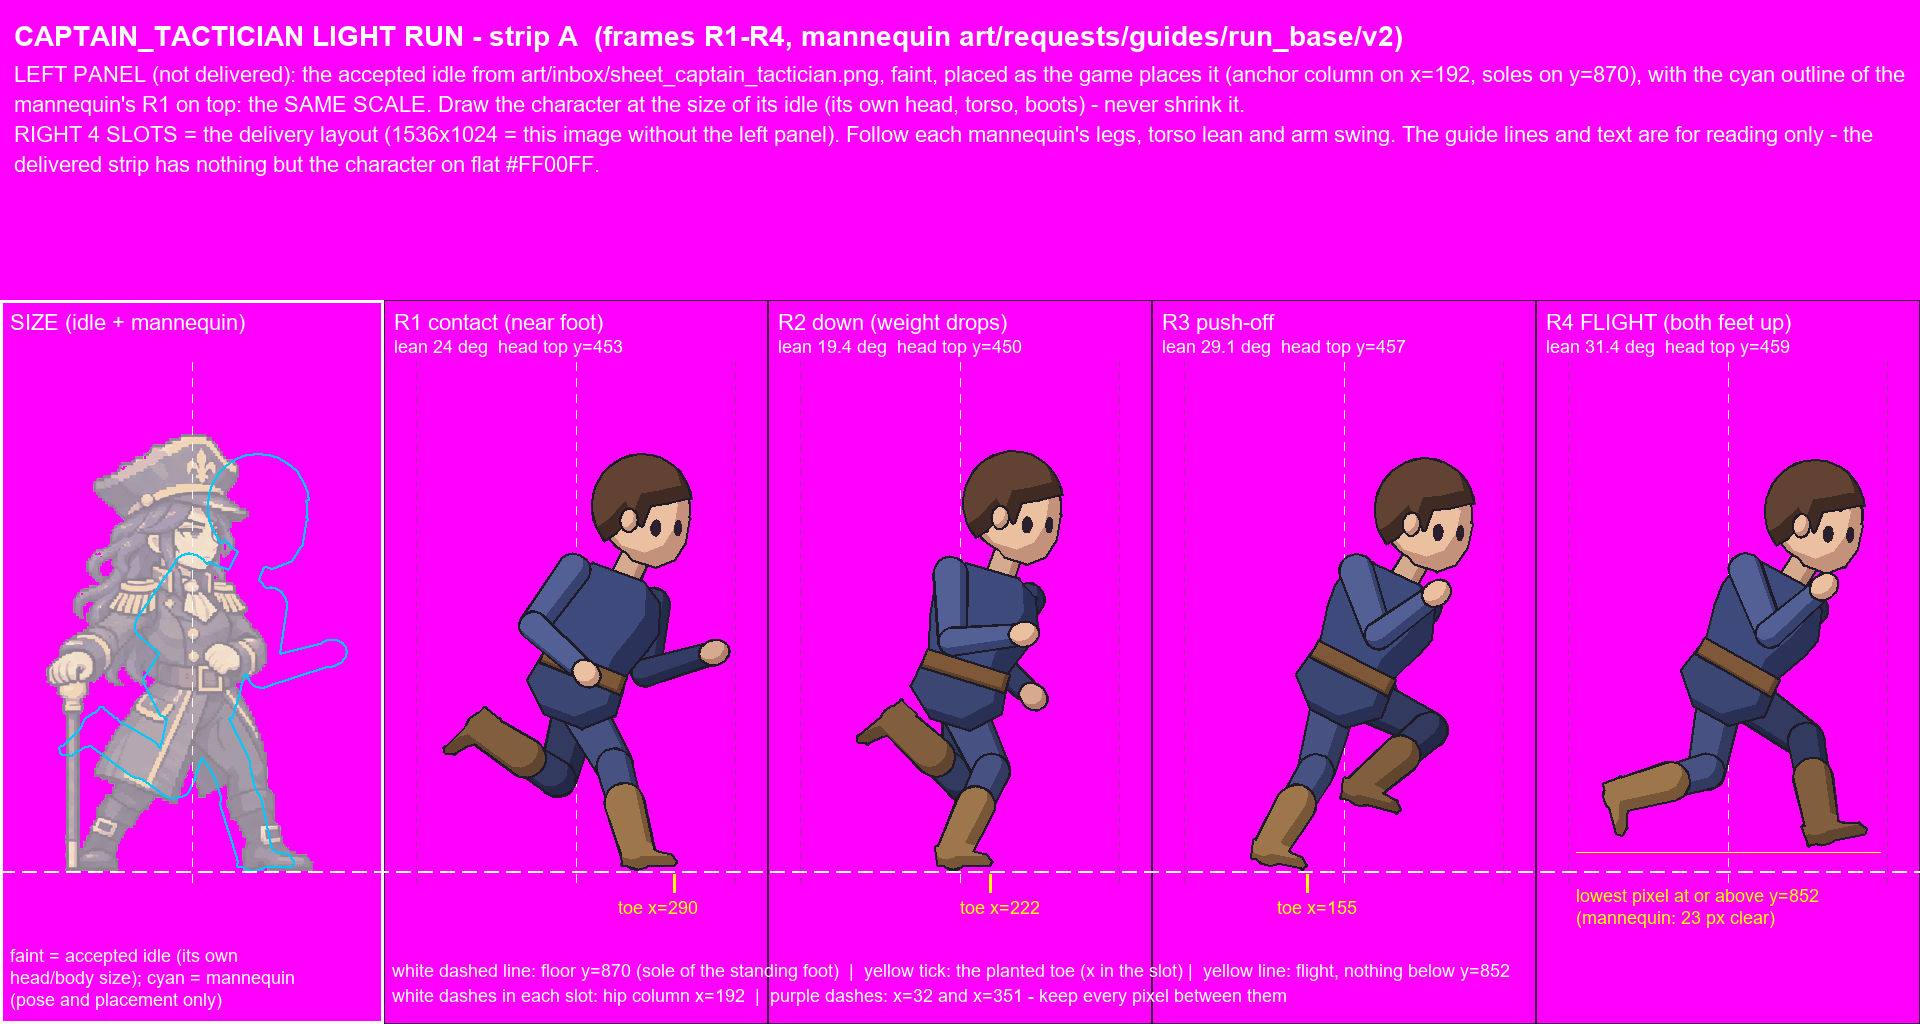 CAPTAIN_TACTICIAN LIGHT RUN - strip A  (frames R1-R4, mannequin art/requests/guides/run_base/v2)
LEFT PANEL (not delivered): the accepted idle from art/inbox/sheet_captain_tactician.png, faint, placed as the game places it (anchor column on x=192, soles on y=870), with the cyan outline of the
mannequin's R1 on top: the SAME SCALE. Draw the character at the size of its idle (its own head, torso, boots) - never shrink it.
RIGHT 4 SLOTS = the delivery layout (1536x1024 = this image without the left panel). Follow each mannequin's legs, torso lean and arm swing. The guide lines and text are for reading only - the
delivered strip has nothing but the character on flat #FF00FF.
SIZE (idle + mannequin)
R1 contact (near foot)
lean 24 deg  head top y=453
R2 down (weight drops)
lean 19.4 deg  head top y=450
R3 push-off
lean 29.1 deg  head top y=457
R4 FLIGHT (both feet up)
lean 31.4 deg  head top y=459
toe x=290
toe x=222
toe x=155
lowest pixel at or above y=852
(mannequin: 23 px clear)
faint = accepted idle (its own
head/body size); cyan = mannequin
(pose and placement only)
white dashed line: floor y=870 (sole of the standing foot)  |  yellow tick: the planted toe (x in the slot) |  yellow line: flight, nothing below y=852
white dashes in each slot: hip column x=192  |  purple dashes: x=32 and x=351 - keep every pixel between them